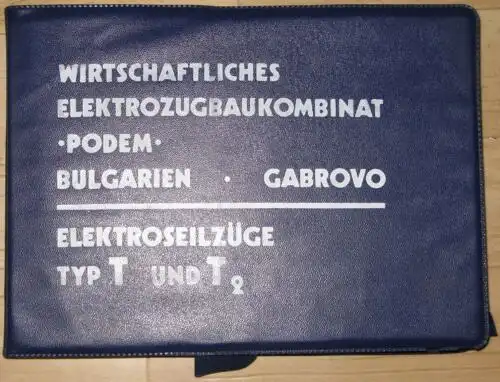 WIRTSCHAFTLICHES
ELEKTROZUGBAUKOMBINAT
·PODEM·
BULGARIEN · GABROVO
ELEKTROSEILZÜGE
TYP T UND T2